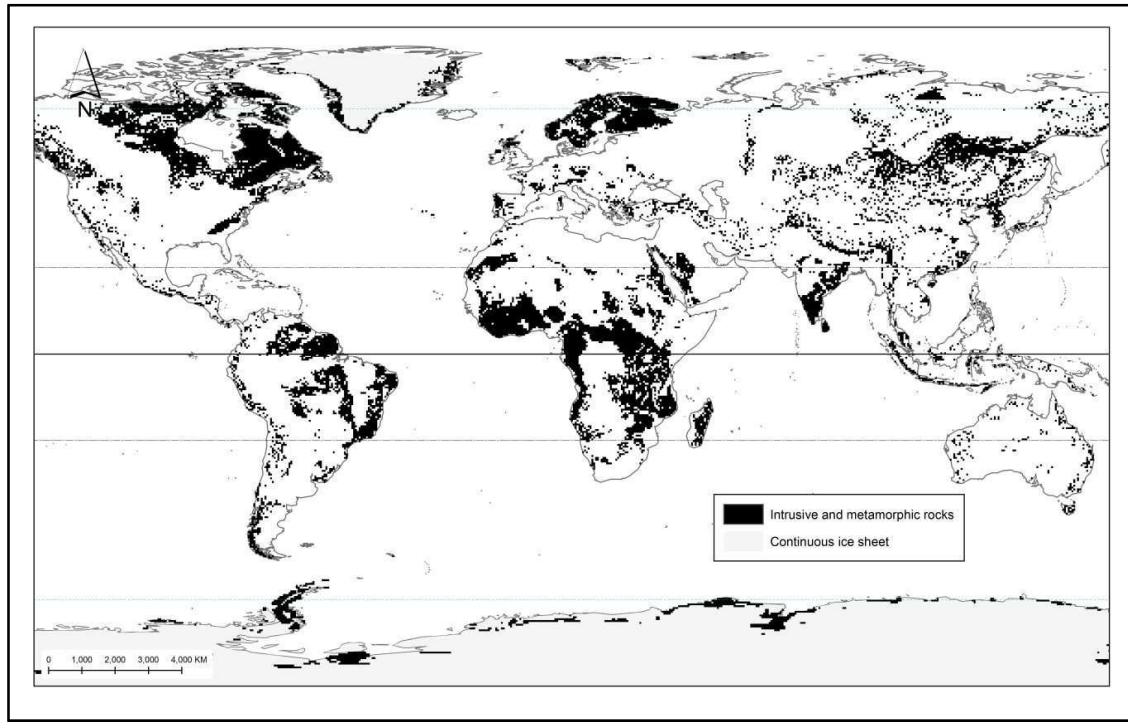 N
Intrusive and metamorphic rocks
Continuous ice sheet
0 1,000 2,000 3,000 4,000 KM